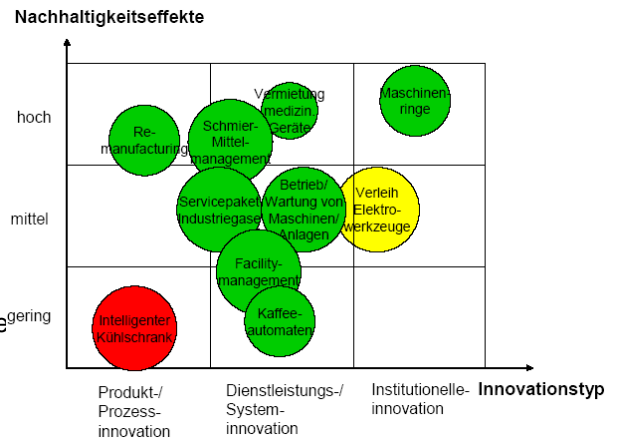 Nachhaltigkeitseffekte
hoch
mittel
gering
e
Vermietung
medizin.
Geräte
Maschinen-
ringe
Re-
manufacturing
Schmier-
Mittel-
management
Servicepaket
Industriegase
Betrieb/
Wartung von
Maschinen/
Anlagen
Verleih
Elektro-
werkzeuge
Facility-
management
Intelligenter
Kühlschrank
Kaffee-
automaten
Produkt-/
Prozess-
innovation
Dienstleistungs-/
System-
innovation
Institutionelle-
innovation
Innovationstyp